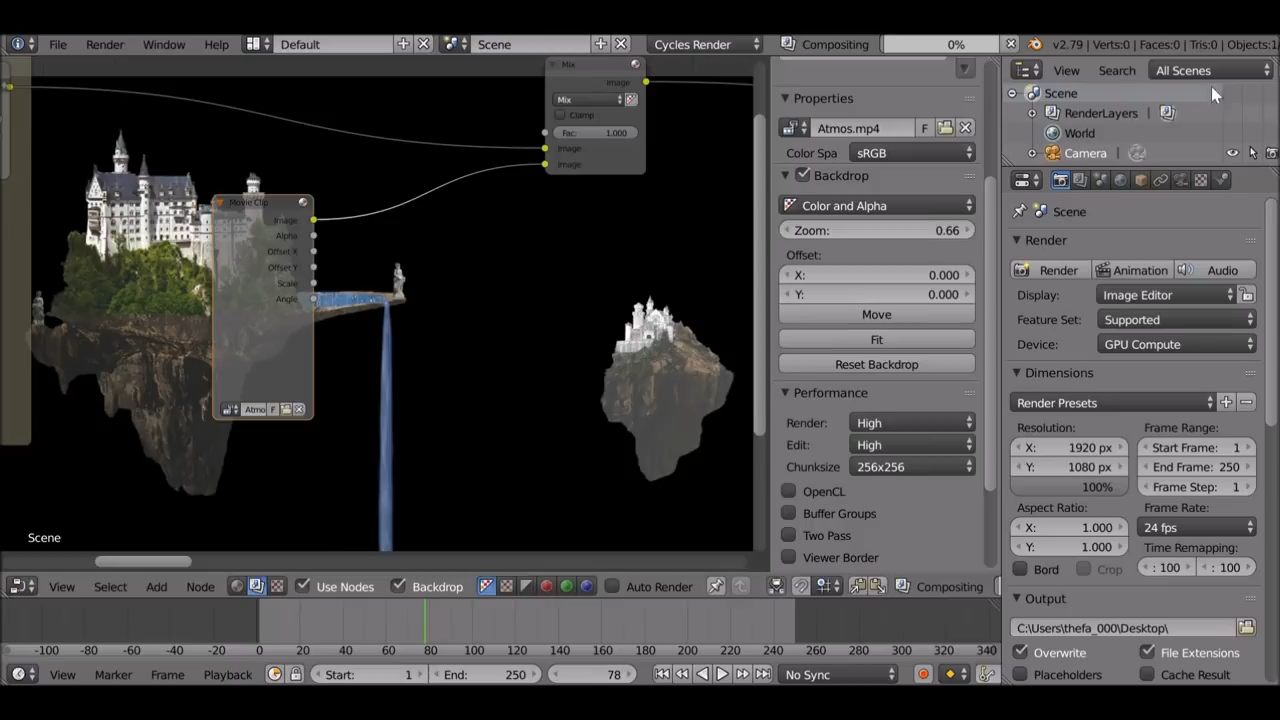 File Render Window Help Default Scene Cycles Render Compositing 0% v2.79 | Verts:0 | Faces:0 | Tris:0 | Objects:1
View Search All Scenes
Scene
RenderLayers |
World
Camera |
Mix
Image
Mix
Clamp
Fac: 1.000
Image
Image
Movie Clip
Image
Alpha
Offset X
Offset Y
Scale
Angle
Atmo F
Scene
Properties
Atmos.mp4 F
Color Spa sRGB
Backdrop
Color and Alpha
Zoom: 0.66
Offset:
X: 0.000
Y: 0.000
Move
Fit
Reset Backdrop
Performance
Render: High
Edit: High
Chunksize 256x256
OpenCL
Buffer Groups
Two Pass
Viewer Border
Scene
Render
Render Animation Audio
Display: Image Editor
Feature Set: Supported
Device: GPU Compute
Dimensions
Render Presets
Resolution: Frame Range:
X: 1920 px Start Frame: 1
Y: 1080 px End Frame: 250
100% Frame Step: 1
Aspect Ratio: Frame Rate:
X: 1.000 24 fps
Y: 1.000 Time Remapping:
Bord Crop : 100 : 100
Output
C:\Users\thefa_000\Desktop\
Overwrite File Extensions
Placeholders Cache Result
View Select Add Node Use Nodes Backdrop Auto Render Compositing
-100 -80 -60 -40 -20 0 20 40 60 80 100 120 140 160 180 200 220 240 260 280 300 320 340
View Marker Frame Playback Start: 1 End: 250 78 No Sync